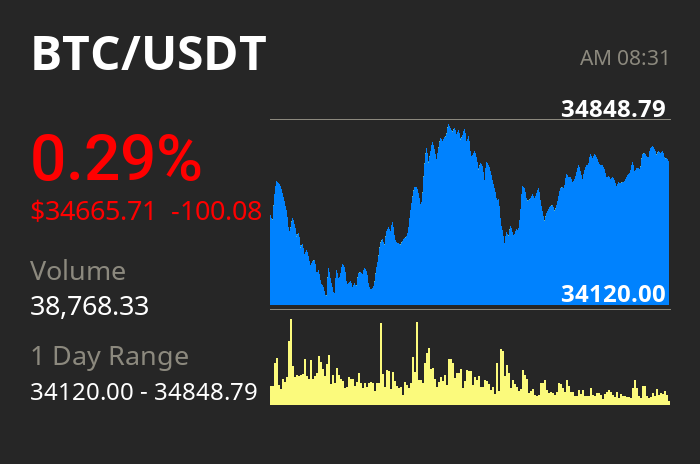 BTC/USDT
AM 08:31
34848.79
0.29%
$34665.71 -100.08
Volume
38,768.33
34120.00
1 Day Range
34120.00 - 34848.79